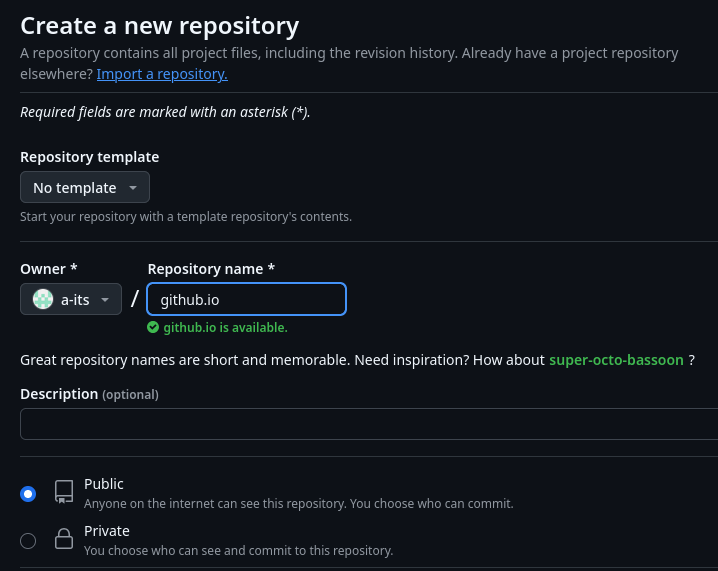 Create a new repository
A repository contains all project files, including the revision history. Already have a project repository
elsewhere? Import a repository.
Required fields are marked with an asterisk (*).
Repository template
No template
Start your repository with a template repository's contents.
Owner *
Repository name *
a-its
/
github.io
github.io is available.
Great repository names are short and memorable. Need inspiration? How about super-octo-bassoon ?
Description (optional)
Public
Anyone on the internet can see this repository. You choose who can commit.
Private
You choose who can see and commit to this repository.